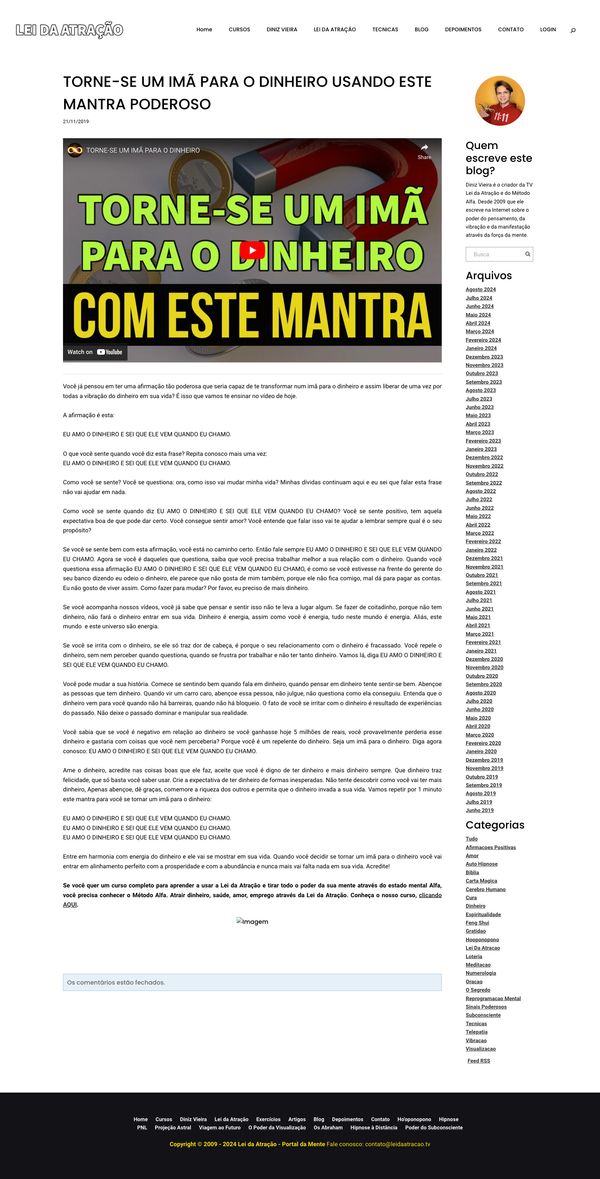 LEI DA ATRAÇÃO
Home CURSOS DINIZ VIEIRA LEI DA ATRAÇÃO TECNICAS BLOG DEPOIMENTOS CONTATO LOGIN
TORNE-SE UM IMÃ PARA O DINHEIRO USANDO ESTE
MANTRA PODEROSO
21/11/2019
TORNE-SE UM IMÃ PARA O DINHEIRO
Share
TORNE-SE UM IMÃ
PARA O DINHEIRO
COM ESTE MANTRA
Watch on YouTube
Você já pensou em ter uma afirmação tão poderosa que seria capaz de te transformar num imã para o dinheiro e assim liberar de uma vez por
todas a vibração do dinheiro em sua vida? É isso que vamos te ensinar no vídeo de hoje.
A afirmação é esta:
EU AMO O DINHEIRO E SEI QUE ELE VEM QUANDO EU CHAMO.
O que você sente quando você diz esta frase? Repita conosco mais uma vez:
EU AMO O DINHEIRO E SEI QUE ELE VEM QUANDO EU CHAMO.
Como você se sente? Você se questiona: ora, como isso vai mudar minha vida? Minhas dividas continuam aqui e eu sei que falar esta frase
não vai ajudar em nada.
Como você se sente quando diz EU AMO O DINHEIRO E SEI QUE ELE VEM QUANDO EU CHAMO? Você se sente positivo, tem aquela
expectativa boa de que pode dar certo. Você consegue sentir amor? Você entende que falar isso vai te ajudar a lembrar sempre qual é o seu
propósito?
Se você se sente bem com esta afirmação, você está no caminho certo. Então fale sempre EU AMO O DINHEIRO E SEI QUE ELE VEM QUANDO
EU CHAMO. Agora se você é daqueles que questiona, saiba que você precisa trabalhar melhor a sua relação com o dinheiro. Quando você
questiona essa afirmação EU AMO O DINHEIRO E SEI QUE ELE VEM QUANDO EU CHAMO, é como se você estivesse na frente do gerente do
seu banco dizendo eu odeio o dinheiro, ele parece que não gosta de mim também, porque ele não fica comigo, mal dá para pagar as contas.
Eu não gosto de viver assim. Como fazer para mudar? Por favor, eu preciso de mais dinheiro.
Se você acompanha nossos vídeos, você já sabe que pensar e sentir isso não te leva a lugar algum. Se fazer de coitadinho, porque não tem
dinheiro, não fará o dinheiro entrar em sua vida. Dinheiro é energia, assim como você é energia, tudo neste mundo é energia. Aliás, este
mundo e este universo são energia.
Se você se irrita com o dinheiro, se ele só traz dor de cabeça, é porque o seu relacionamento com o dinheiro é fracassado. Você repele o
dinheiro, sem nem perceber quando questiona, quando se frustra por trabalhar e não ter tanto dinheiro. Vamos lá, diga EU AMO O DINHEIRO E
SEI QUE ELE VEM QUANDO EU CHAMO.
Você pode mudar a sua história. Comece se sentindo bem quando fala em dinheiro, quando pensar em dinheiro tente sentir-se bem. Abençoe
as pessoas que tem dinheiro. Quando vir um carro caro, abençoe essa pessoa, não julgue, não questiona como ela conseguiu. Entenda que o
dinheiro vem para você quando não há barreiras, quando não há bloqueio. O fato de você se irritar com o dinheiro é resultado de experiências
do passado. Não deixe o passado dominar e manipular sua realidade.
Você sabia que se você é negativo em relação ao dinheiro se você ganhasse hoje 5 milhões de reais, você provavelmente perderia esse
dinheiro e gastaria com coisas que você nem perceberia? Porque você é um repelente do dinheiro. Seja um imã para o dinheiro. Diga agora
conosco: EU AMO O DINHEIRO E SEI QUE ELE VEM QUANDO EU CHAMO.
Ame o dinheiro, acredite nas coisas boas que ele faz, aceite que você é digno de ter dinheiro e mais dinheiro sempre. Que dinheiro traz
felicidade, que só basta você saber usar. Crie a expectativa de ter dinheiro de formas inesperadas. Não tente descobrir como você vai ter mais
dinheiro, Apenas abençoe, dê graças, comemore a riqueza dos outros e permita que o dinheiro invada a sua vida. Vamos repetir por 1 minuto
este mantra para você se tornar um imã para o dinheiro:
EU AMO O DINHEIRO E SEI QUE ELE VEM QUANDO EU CHAMO.
EU AMO O DINHEIRO E SEI QUE ELE VEM QUANDO EU CHAMO.
EU AMO O DINHEIRO E SEI QUE ELE VEM QUANDO EU CHAMO.
Entre em harmonia com energia do dinheiro e ele vai se mostrar em sua vida. Quando você decidir se tornar um imã para o dinheiro você vai
entrar em alinhamento perfeito com a prosperidade e com a abundância e nunca mais vai falta nada em sua vida. Acredite!
Se você quer um curso completo para aprender a usar a Lei da Atração e tirar todo o poder da sua mente através do estado mental Alfa,
você precisa conhecer o Método Alfa. Atrair dinheiro, saúde, amor, emprego através da Lei da Atração. Conheça o nosso curso, clicando
AQUI.
Imagem
Os comentários estão fechados.
11:11
Quem
escreve este
blog?
Diniz Vieira é o criador da TV
Lei da Atração e do Método
Alfa. Desde 2009 que ele
escreve na Internet sobre o
poder do pensamento, da
vibração e da manifestação
através da força da mente.
Busca
Arquivos
Agosto 2024
Julho 2024
Junho 2024
Maio 2024
Abril 2024
Março 2024
Fevereiro 2024
Janeiro 2024
Dezembro 2023
Novembro 2023
Outubro 2023
Setembro 2023
Agosto 2023
Julho 2023
Junho 2023
Maio 2023
Abril 2023
Março 2023
Fevereiro 2023
Janeiro 2023
Dezembro 2022
Novembro 2022
Outubro 2022
Setembro 2022
Agosto 2022
Julho 2022
Junho 2022
Maio 2022
Abril 2022
Março 2022
Fevereiro 2022
Janeiro 2022
Dezembro 2021
Novembro 2021
Outubro 2021
Setembro 2021
Agosto 2021
Julho 2021
Junho 2021
Maio 2021
Abril 2021
Março 2021
Fevereiro 2021
Janeiro 2021
Dezembro 2020
Novembro 2020
Outubro 2020
Setembro 2020
Agosto 2020
Julho 2020
Junho 2020
Maio 2020
Abril 2020
Março 2020
Fevereiro 2020
Janeiro 2020
Dezembro 2019
Novembro 2019
Outubro 2019
Setembro 2019
Agosto 2019
Julho 2019
Junho 2019
Categorias
Tudo
Afirmacoes Positivas
Amor
Auto Hipnose
Biblia
Carta Magica
Cerebro Humano
Cura
Dinheiro
Espiritualidade
Feng Shui
Gratidao
Hooponopono
Lei Da Atracao
Loteria
Meditacao
Numerologia
Oracao
O Segredo
Reprogramacao Mental
Sinais Poderosos
Subconsciente
Tecnicas
Telepatia
Vibracao
Visualizacao
Feed RSS
Home Cursos Diniz Vieira Lei da Atração Exercícios Artigos Blog Depoimentos Contato Ho'oponopono Hipnose
PNL Projeção Astral Viagem ao Futuro O Poder da Visualização Os Abraham Hipnose à Distância Poder do Subconsciente
Copyright © 2009 - 2024 Lei da Atração - Portal da Mente Fale conosco: contato@leidaatracao.tv